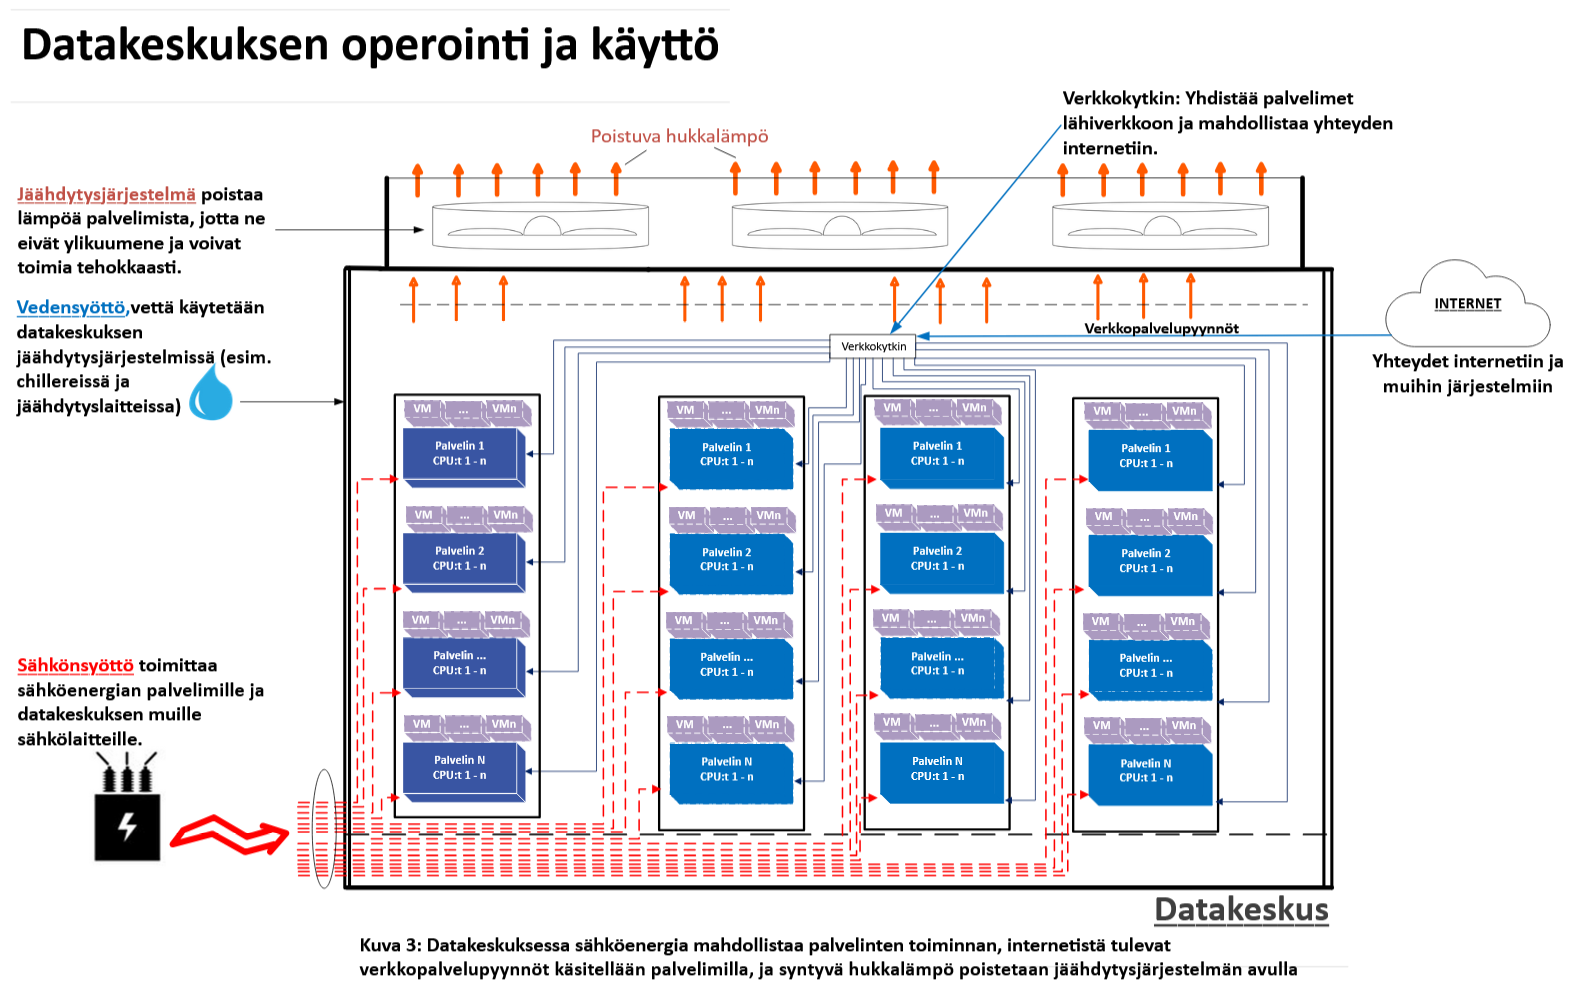 Datakeskuksen operointi ja käyttö
Verkkokytkin: Yhdistää palvelimet
lähiverkkoon ja mahdollistaa yhteyden
internetiin.
Poistuva hukkalämpö
Jäähdytysjärjestelmä poistaa
lämpöä palvelimista, jotta ne
eivät ylikuumene ja voivat
toimia tehokkaasti.
Vedensyöttö,vettä käytetään
datakeskuksen
jäähdytysjärjestelmissä (esim.
chillereissä ja
jäähdytyslaitteissa)
INTERNET
Verkkopalvelupyynnöt
Verkkokytkin
Yhteydet internetiin ja
muihin järjestelmiin
VM ... VMn
Palvelin 1
CPU:t 1 - n
VM ... VMn
Palvelin 2
CPU:t 1 - n
VM ... VMn
Palvelin ...
CPU:t 1 - n
VM ... VMn
Palvelin N
CPU:t 1 - n
VM ... VMn
Palvelin 1
CPU:t 1 - n
VM ... VMn
Palvelin 2
CPU:t 1 - n
VM ... VMn
Palvelin ...
CPU:t 1 - n
VM ... VMn
Palvelin N
CPU:t 1 - n
VM ... VMn
Palvelin 1
CPU:t 1 - n
VM ... VMn
Palvelin 2
CPU:t 1 - n
VM ... VMn
Palvelin ...
CPU:t 1 - n
VM ... VMn
Palvelin N
CPU:t 1 - n
VM ... VMn
Palvelin 1
CPU:t 1 - n
VM ... VMn
Palvelin 2
CPU:t 1 - n
VM ... VMn
Palvelin ...
CPU:t 1 - n
VM ... VMn
Palvelin N
CPU:t 1 - n
Sähkönsyöttö toimittaa
sähköenergian palvelimille ja
datakeskuksen muille
sähkölaitteille.
Datakeskus
Kuva 3: Datakeskuksessa sähköenergia mahdollistaa palvelinten toiminnan, internetistä tulevat
verkkopalvelupyynnöt käsitellään palvelimilla, ja syntyvä hukkalämpö poistetaan jäähdytysjärjestelmän avulla